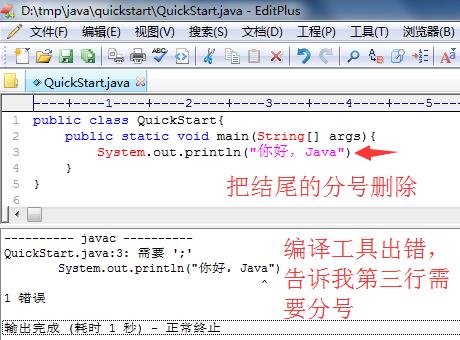 D:\tmp\java\quickstart\QuickStart.java - EditPlus
文件(F) 编辑(E) 视图(V) 搜索(S) 文档(D) 工程(P) 工具(T) 浏览器(B)
QuickStart.java
----+----1----+----2----+----3----+----4----+----5----
1 public class QuickStart{
2 public static void main(String[] args){
3 System.out.println("你好，Java")
4 }
5 }
把结尾的分号删除
---------- javac ----------
QuickStart.java:3: 需要 ';'
System.out.println("你好，Java")
^
1 错误
编译工具出错，
告诉我第三行需
要分号
输出完成 (耗时 1 秒) - 正常终止